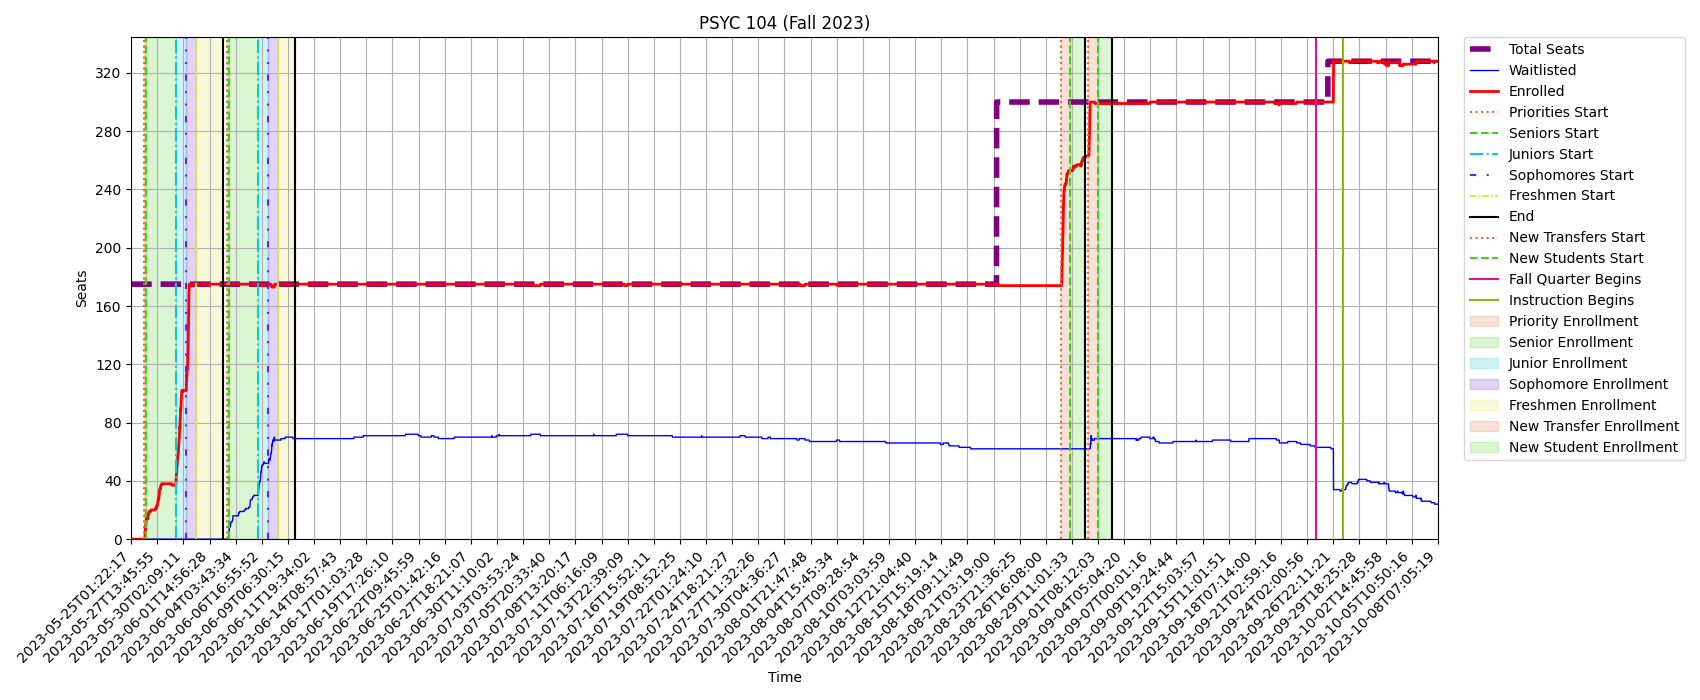 PSYC 104 (Fall 2023)
Seats
320
280
240
200
160
120
80
40
0
2023-05-25T01:22:17
2023-05-27T13:45:55
2023-05-30T02:09:11
2023-06-01T14:56:28
2023-06-04T03:43:34
2023-06-06T16:55:52
2023-06-09T06:30:15
2023-06-11T19:34:02
2023-06-14T08:57:43
2023-06-17T01:03:28
2023-06-19T17:26:10
2023-06-22T09:45:59
2023-06-25T01:42:16
2023-06-27T18:21:07
2023-06-30T11:10:02
2023-07-03T03:53:24
2023-07-05T20:33:40
2023-07-08T13:20:17
2023-07-11T06:16:09
2023-07-13T22:39:09
2023-07-16T15:52:11
2023-07-19T08:52:25
2023-07-22T01:24:10
2023-07-24T18:21:27
2023-07-27T11:32:26
2023-07-30T04:36:27
2023-08-01T21:47:48
2023-08-04T15:45:34
2023-08-07T09:28:54
2023-08-10T03:03:59
2023-08-12T21:04:40
2023-08-15T15:19:14
2023-08-18T09:11:49
2023-08-21T03:19:00
2023-08-23T21:36:25
2023-08-26T16:08:00
2023-08-29T11:01:33
2023-09-01T08:12:03
2023-09-04T05:04:20
2023-09-07T00:01:16
2023-09-09T19:24:44
2023-09-12T15:03:57
2023-09-15T11:01:51
2023-09-18T07:14:00
2023-09-21T02:59:16
2023-09-24T02:00:56
2023-09-26T22:11:21
2023-09-29T18:25:28
2023-10-02T14:45:58
2023-10-05T10:50:16
2023-10-08T07:05:19
Time
Total Seats
Waitlisted
Enrolled
Priorities Start
Seniors Start
Juniors Start
Sophomores Start
Freshmen Start
End
New Transfers Start
New Students Start
Fall Quarter Begins
Instruction Begins
Priority Enrollment
Senior Enrollment
Junior Enrollment
Sophomore Enrollment
Freshmen Enrollment
New Transfer Enrollment
New Student Enrollment